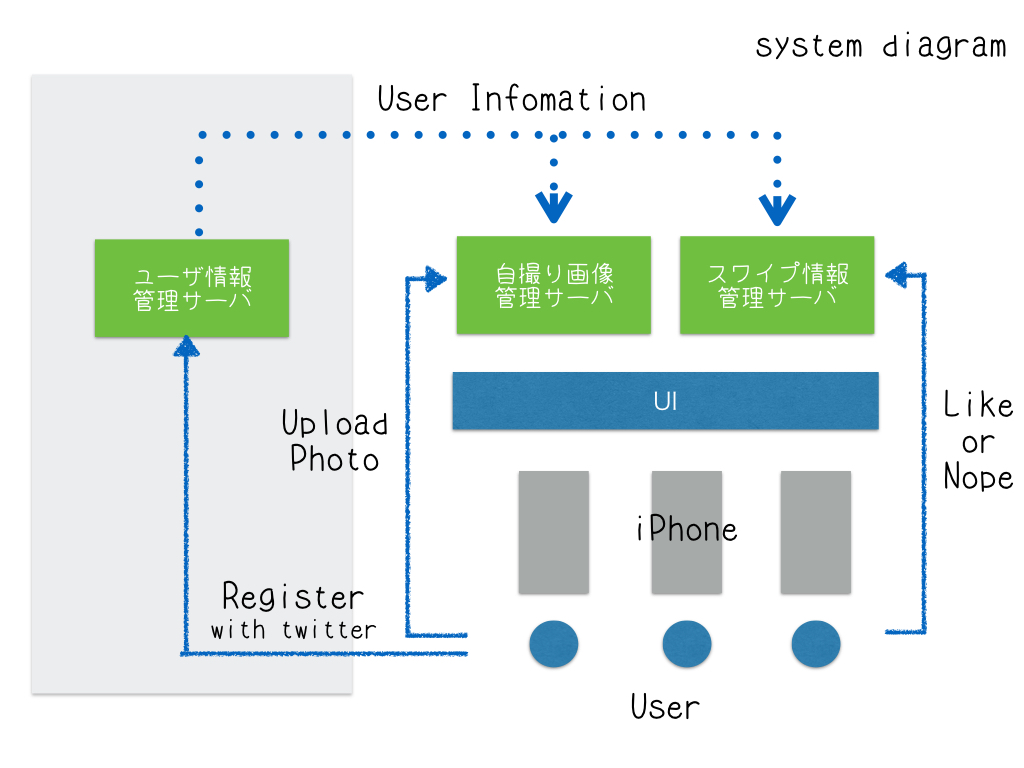 system diagram
User Infomation
ユーザ情報
管理サーバ
自撮り画像
管理サーバ
スワイプ情報
管理サーバ
UI
Upload
Photo
Like
or
Nope
iPhone
Register
with twitter
User